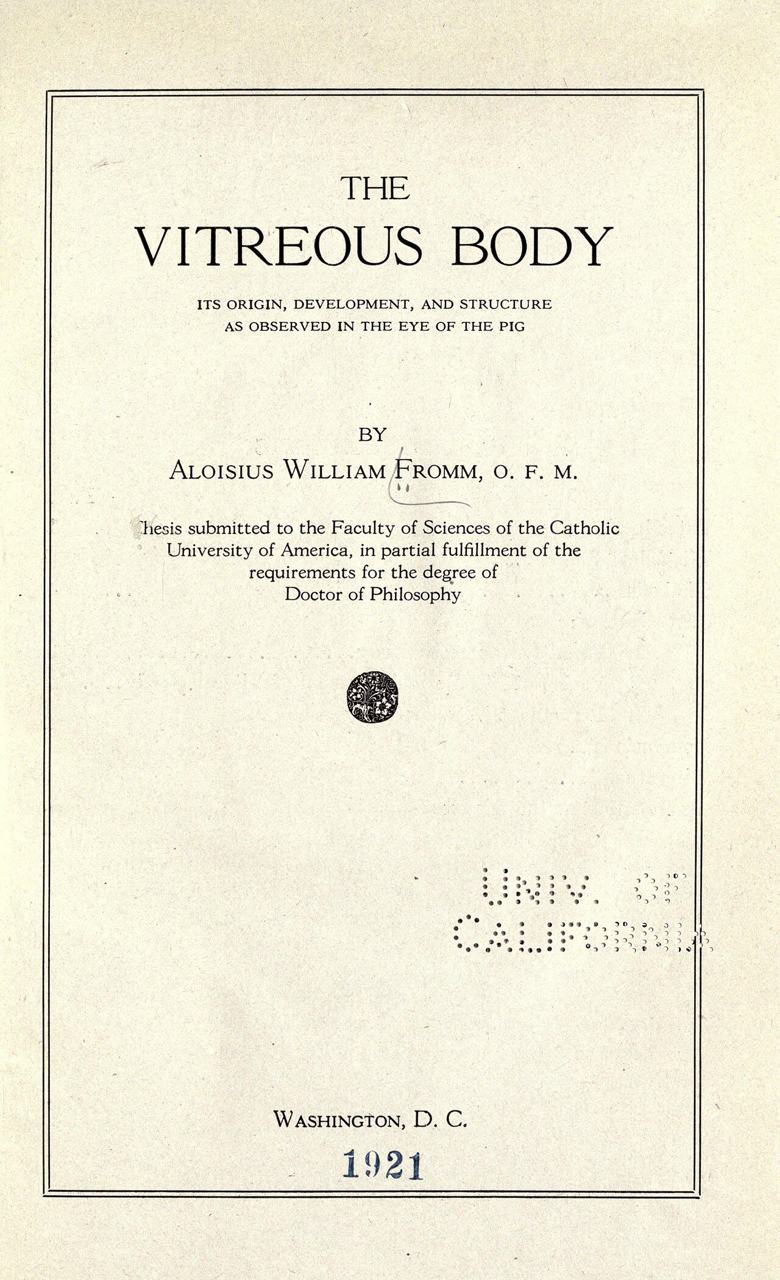 THE
VITREOUS BODY
ITS ORIGIN, DEVELOPMENT, AND STRUCTURE
AS OBSERVED IN THE EYE OF THE PIG
BY
ALOISIUS WILLIAM FROMM, O. F. M.
Thesis submitted to the Faculty of Sciences of the Catholic
University of America, in partial fulfillment of the
requirements for the degree of
Doctor of Philosophy
UNIV. OF
CALIFORNIA
WASHINGTON, D. C.
1921